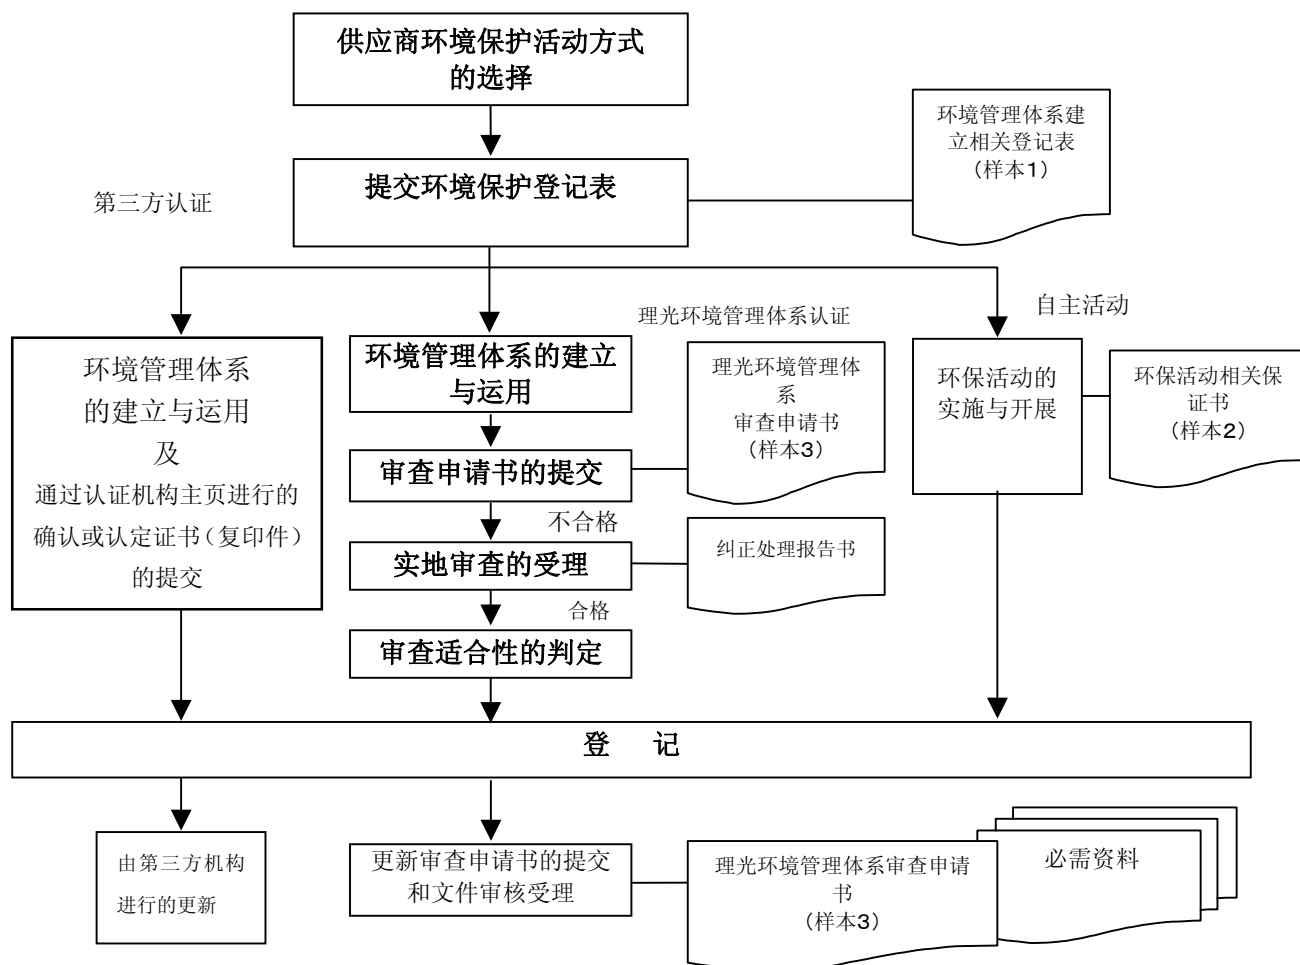 供应商环境保护活动方式
的选择
环境管理体系建
立相关登记表
（样本1）
提交环境保护登记表
第三方认证
自主活动
理光环境管理体系认证
环境管理体系
的建立与运用
及
通过认证机构主页进行的
确认或认定证书（复印件）
的提交
环境管理体系的建立
与运用
理光环境管理体
系
审查申请书
（样本3）
环保活动的
实施与开展
环保活动相关保
证书
（样本2）
审查申请书的提交
不合格
实地审查的受理
纠正处理报告书
合格
审查适合性的判定
登 记
由第三方机构
进行的更新
更新审查申请书的提交
和文件审核受理
理光环境管理体系审查申请
书
（样本3）
必需资料